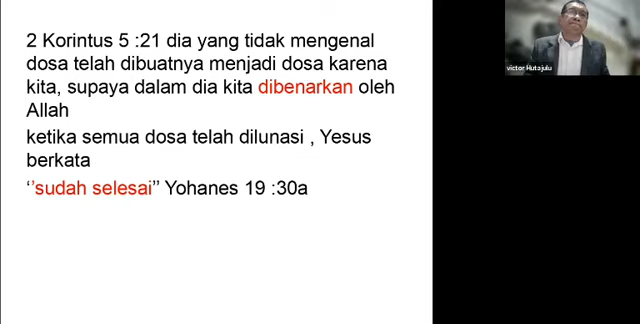 2 Korintus 5 :21 dia yang tidak mengenal
dosa telah dibuatnya menjadi dosa karena
kita, supaya dalam dia kita dibenarkan oleh
Allah
ketika semua dosa telah dilunasi , Yesus
berkata
‘’sudah selesai’’ Yohanes 19 :30a
victor Hutajulu